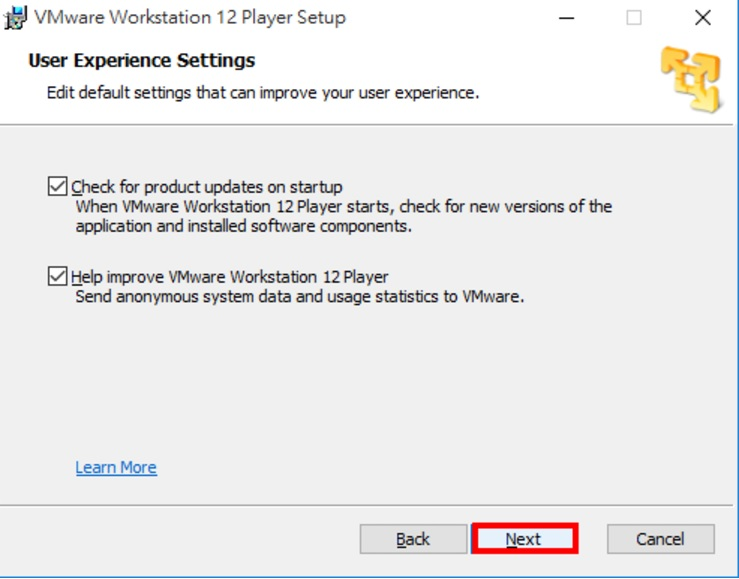 VMware Workstation 12 Player Setup
User Experience Settings
Edit default settings that can improve your user experience.
Check for product updates on startup
When VMware Workstation 12 Player starts, check for new versions of the
application and installed software components.
Help improve VMware Workstation 12 Player
Send anonymous system data and usage statistics to VMware.
Learn More
Back
Next
Cancel